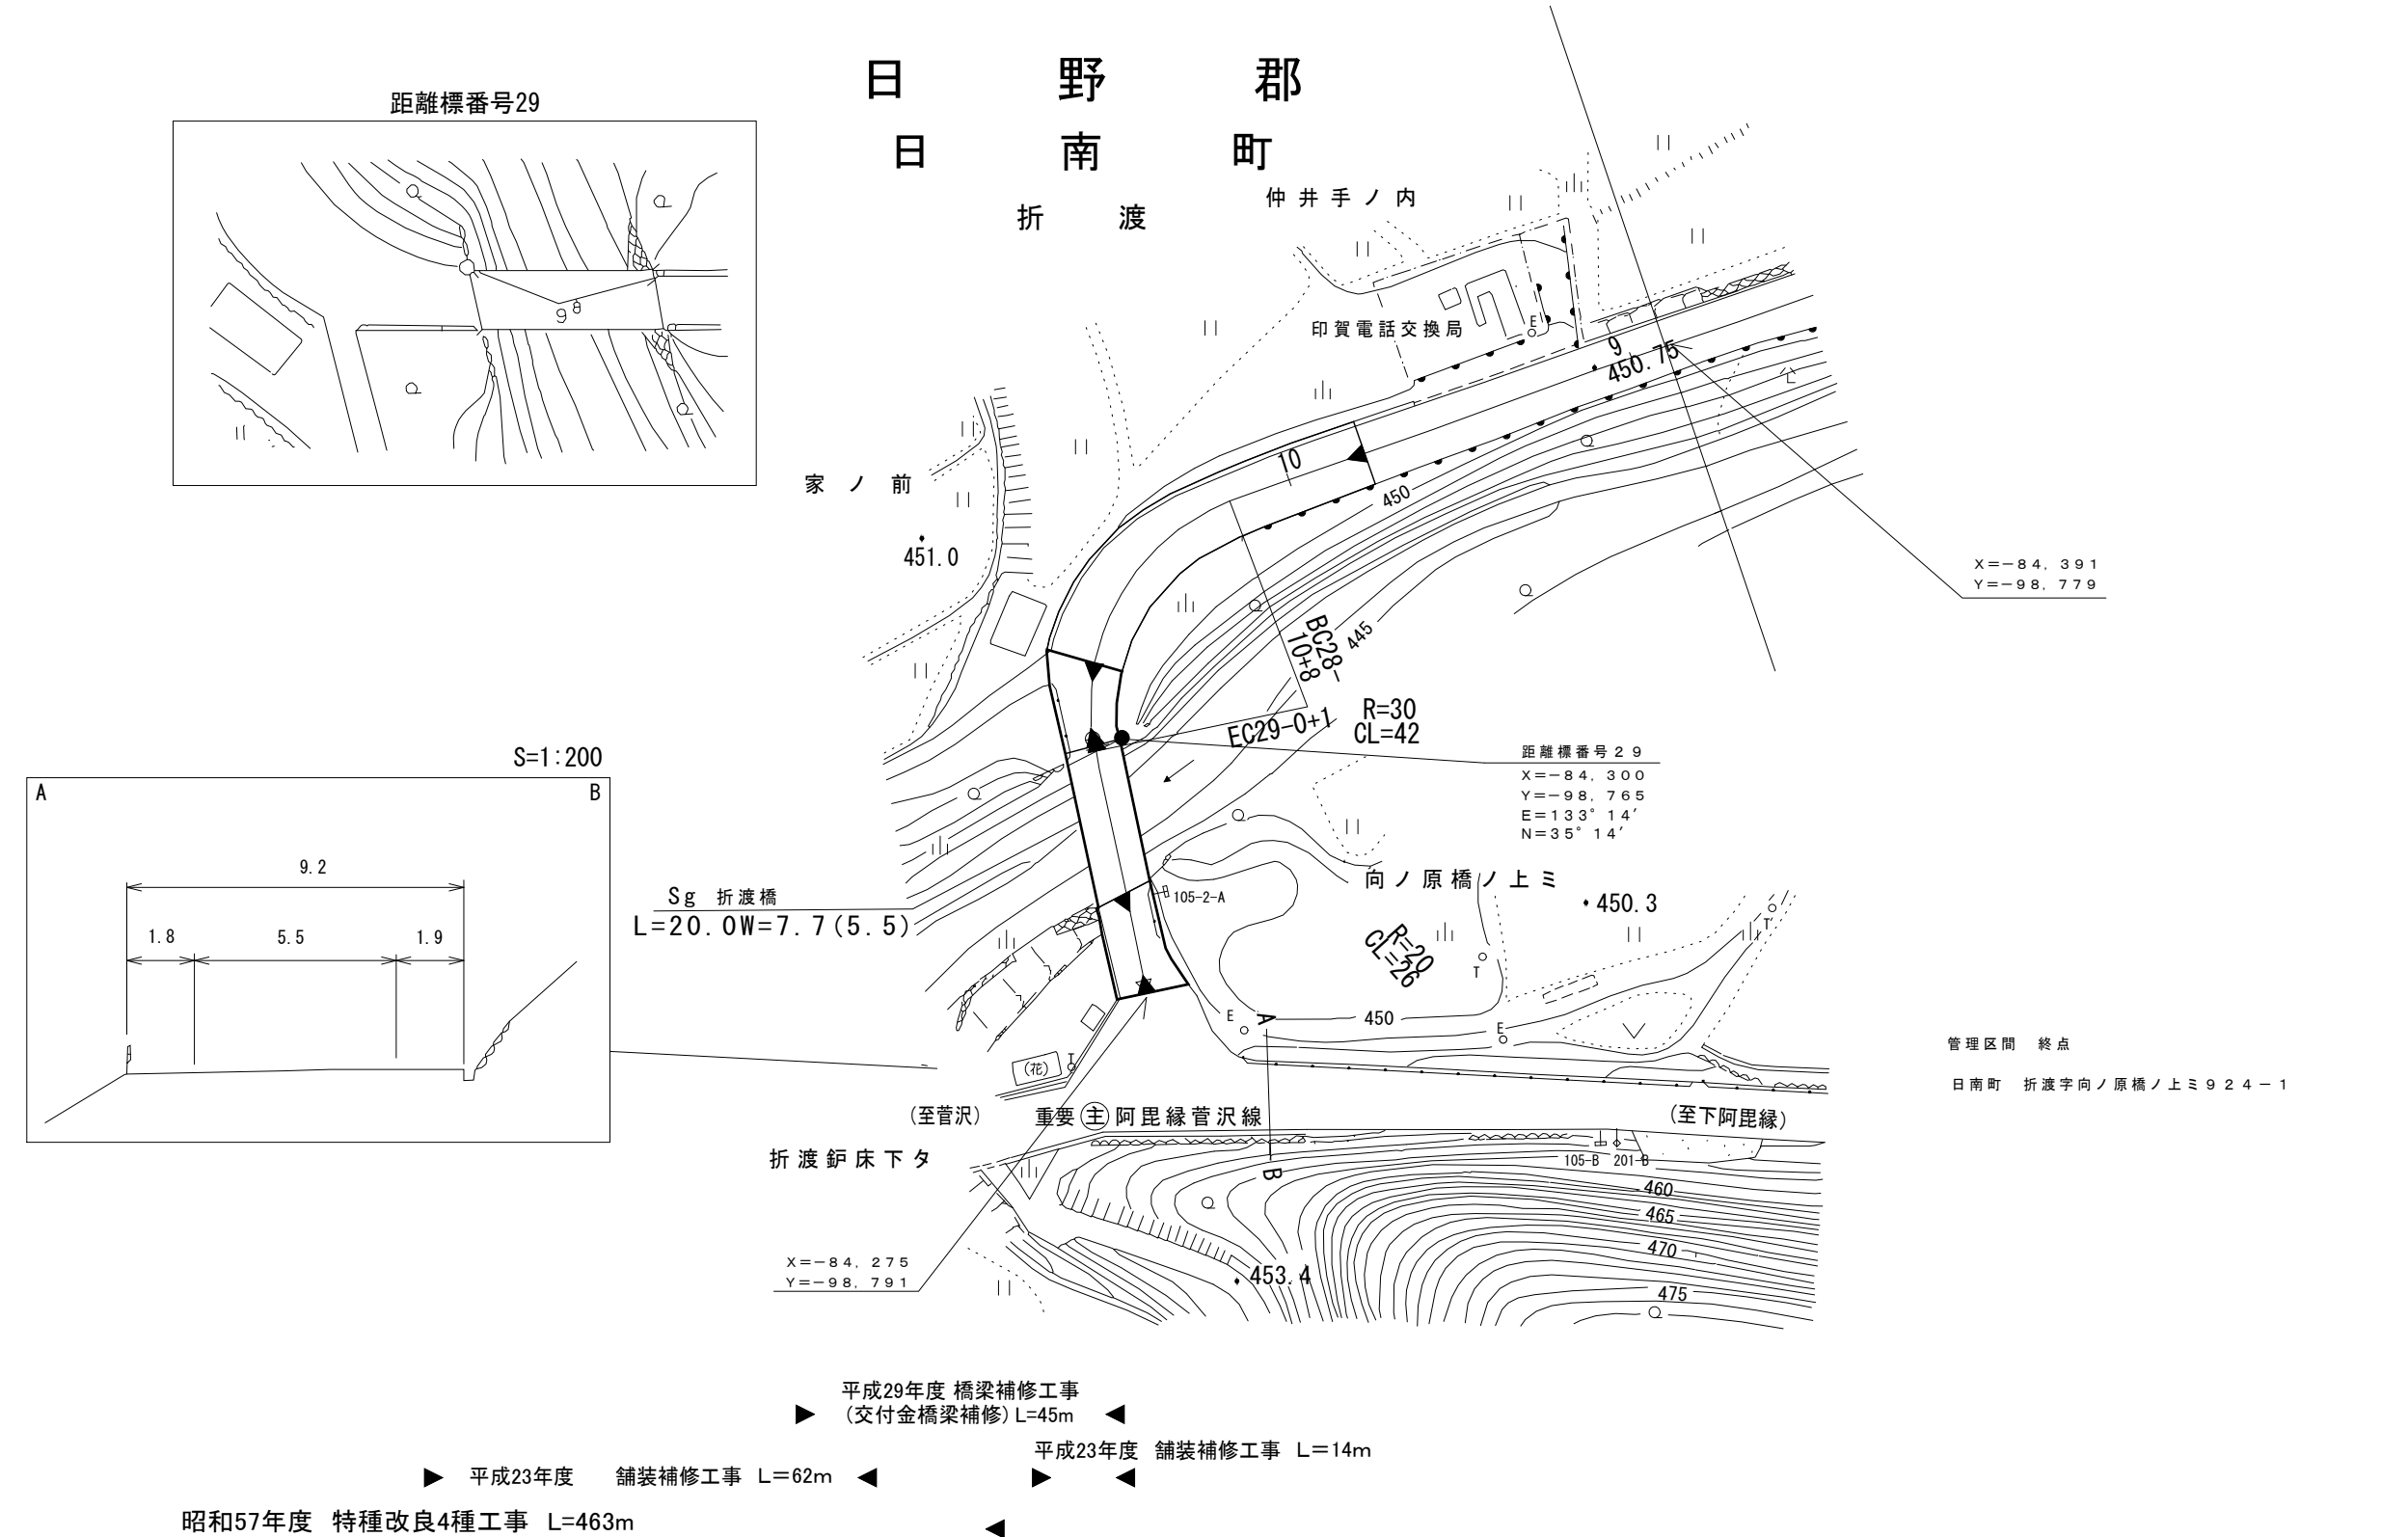 日野郡
日南町
折渡
仲井手ノ内
距離標番号29
98
印賀電話交換局
E
9
450.75
10
450
家ノ前
451.0
X=-84,391
Y=-98,779
BC28-
10+8
445
EC29-0+1
R=30
CL=42
距離標番号29
X=-84,300
Y=-98,765
E=133°14′
N=35°14′
S=1:200
A
B
9.2
1.8
5.5
1.9
Sg 折渡橋
L=20.0W=7.7(5.5)
105-2-A
向ノ原橋ノ上ミ
450.3
R=20
CL=26
T
T
E
A
450
E
(花)
T
管理区間 終点
日南町 折渡字向ノ原橋ノ上ミ924-1
(至菅沢)
重要 主 阿毘縁菅沢線
(至下阿毘縁)
折渡鈩床下タ
B
105-B
201-B
460
465
470
475
453.4
X=-84,275
Y=-98,791
平成29年度 橋梁補修工事
(交付金橋梁補修)L=45m
平成23年度 舗装補修工事 L=14m
平成23年度 舗装補修工事 L=62m
昭和57年度 特種改良4種工事 L=463m